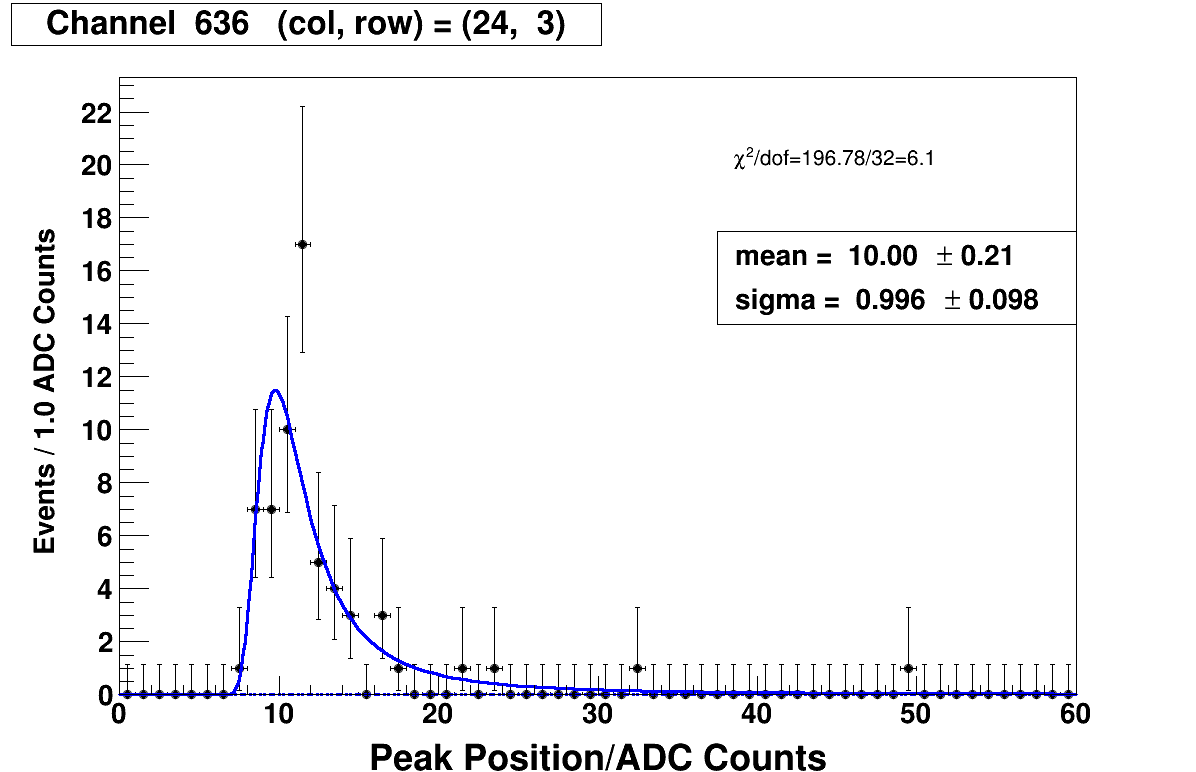 Channel 636 (col, row) = (24, 3)
22
20
18
16
14
12
10
8
6
4
2
0
Events / 1.0 ADC Counts
χ²/dof=196.78/32=6.1
mean = 10.00 ± 0.21
sigma = 0.996 ± 0.098
0 10 20 30 40 50 60
Peak Position/ADC Counts